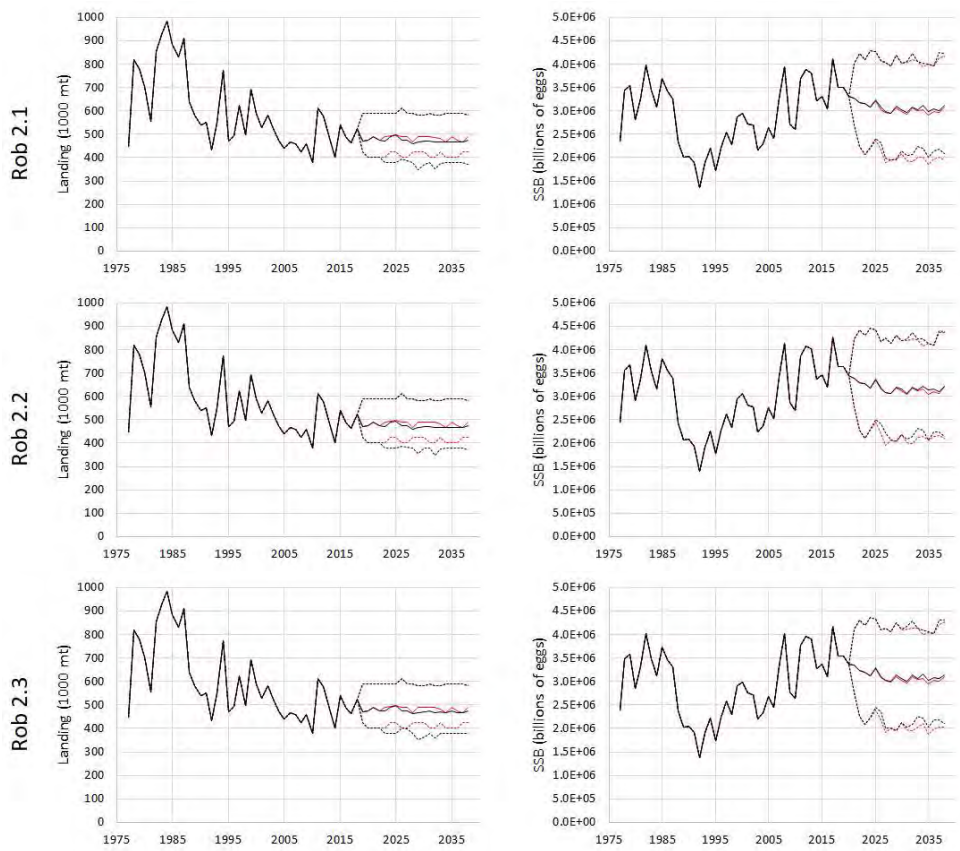 Rob 2.1
Landing (1000 mt)
1000
900
800
700
600
500
400
300
200
100
0
1975 1985 1995 2005 2015 2025 2035
SSB (billions of eggs)
5.0E+06
4.5E+06
4.0E+06
3.5E+06
3.0E+06
2.5E+06
2.0E+06
1.5E+06
1.0E+06
5.0E+05
0.0E+00
1975 1985 1995 2005 2015 2025 2035
Rob 2.2
Landing (1000 mt)
1000
900
800
700
600
500
400
300
200
100
0
1975 1985 1995 2005 2015 2025 2035
SSB (billions of eggs)
5.0E+06
4.5E+06
4.0E+06
3.5E+06
3.0E+06
2.5E+06
2.0E+06
1.5E+06
1.0E+06
5.0E+05
0.0E+00
1975 1985 1995 2005 2015 2025 2035
Rob 2.3
Landing (1000 mt)
1000
900
800
700
600
500
400
300
200
100
0
1975 1985 1995 2005 2015 2025 2035
SSB (billions of eggs)
5.0E+06
4.5E+06
4.0E+06
3.5E+06
3.0E+06
2.5E+06
2.0E+06
1.5E+06
1.0E+06
5.0E+05
0.0E+00
1975 1985 1995 2005 2015 2025 2035